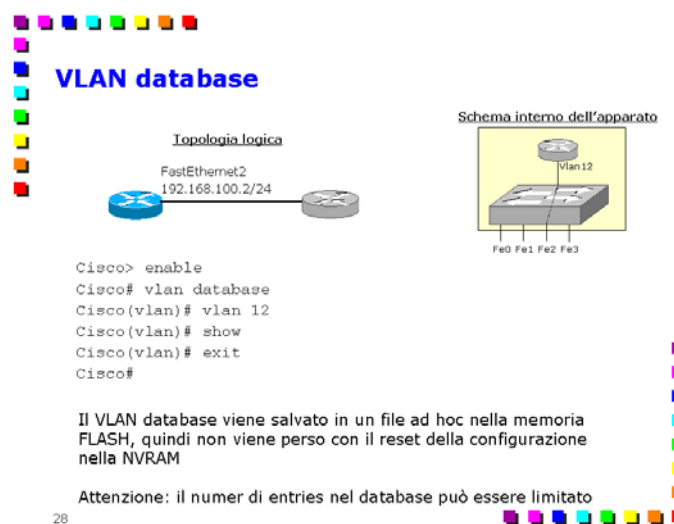 VLAN database
Schema interno dell'apparato
Topologia logica
Vlan12
FastEthernet2
192.168.100.2/24
Fe0 Fe1 Fe2 Fe3
Cisco> enable
Cisco# vlan database
Cisco(vlan)# vlan 12
Cisco(vlan)# show
Cisco(vlan)# exit
Cisco#
Il VLAN database viene salvato in un file ad hoc nella memoria
FLASH, quindi non viene perso con il reset della configurazione
nella NVRAM
Attenzione: il numer di entries nel database può essere limitato
28